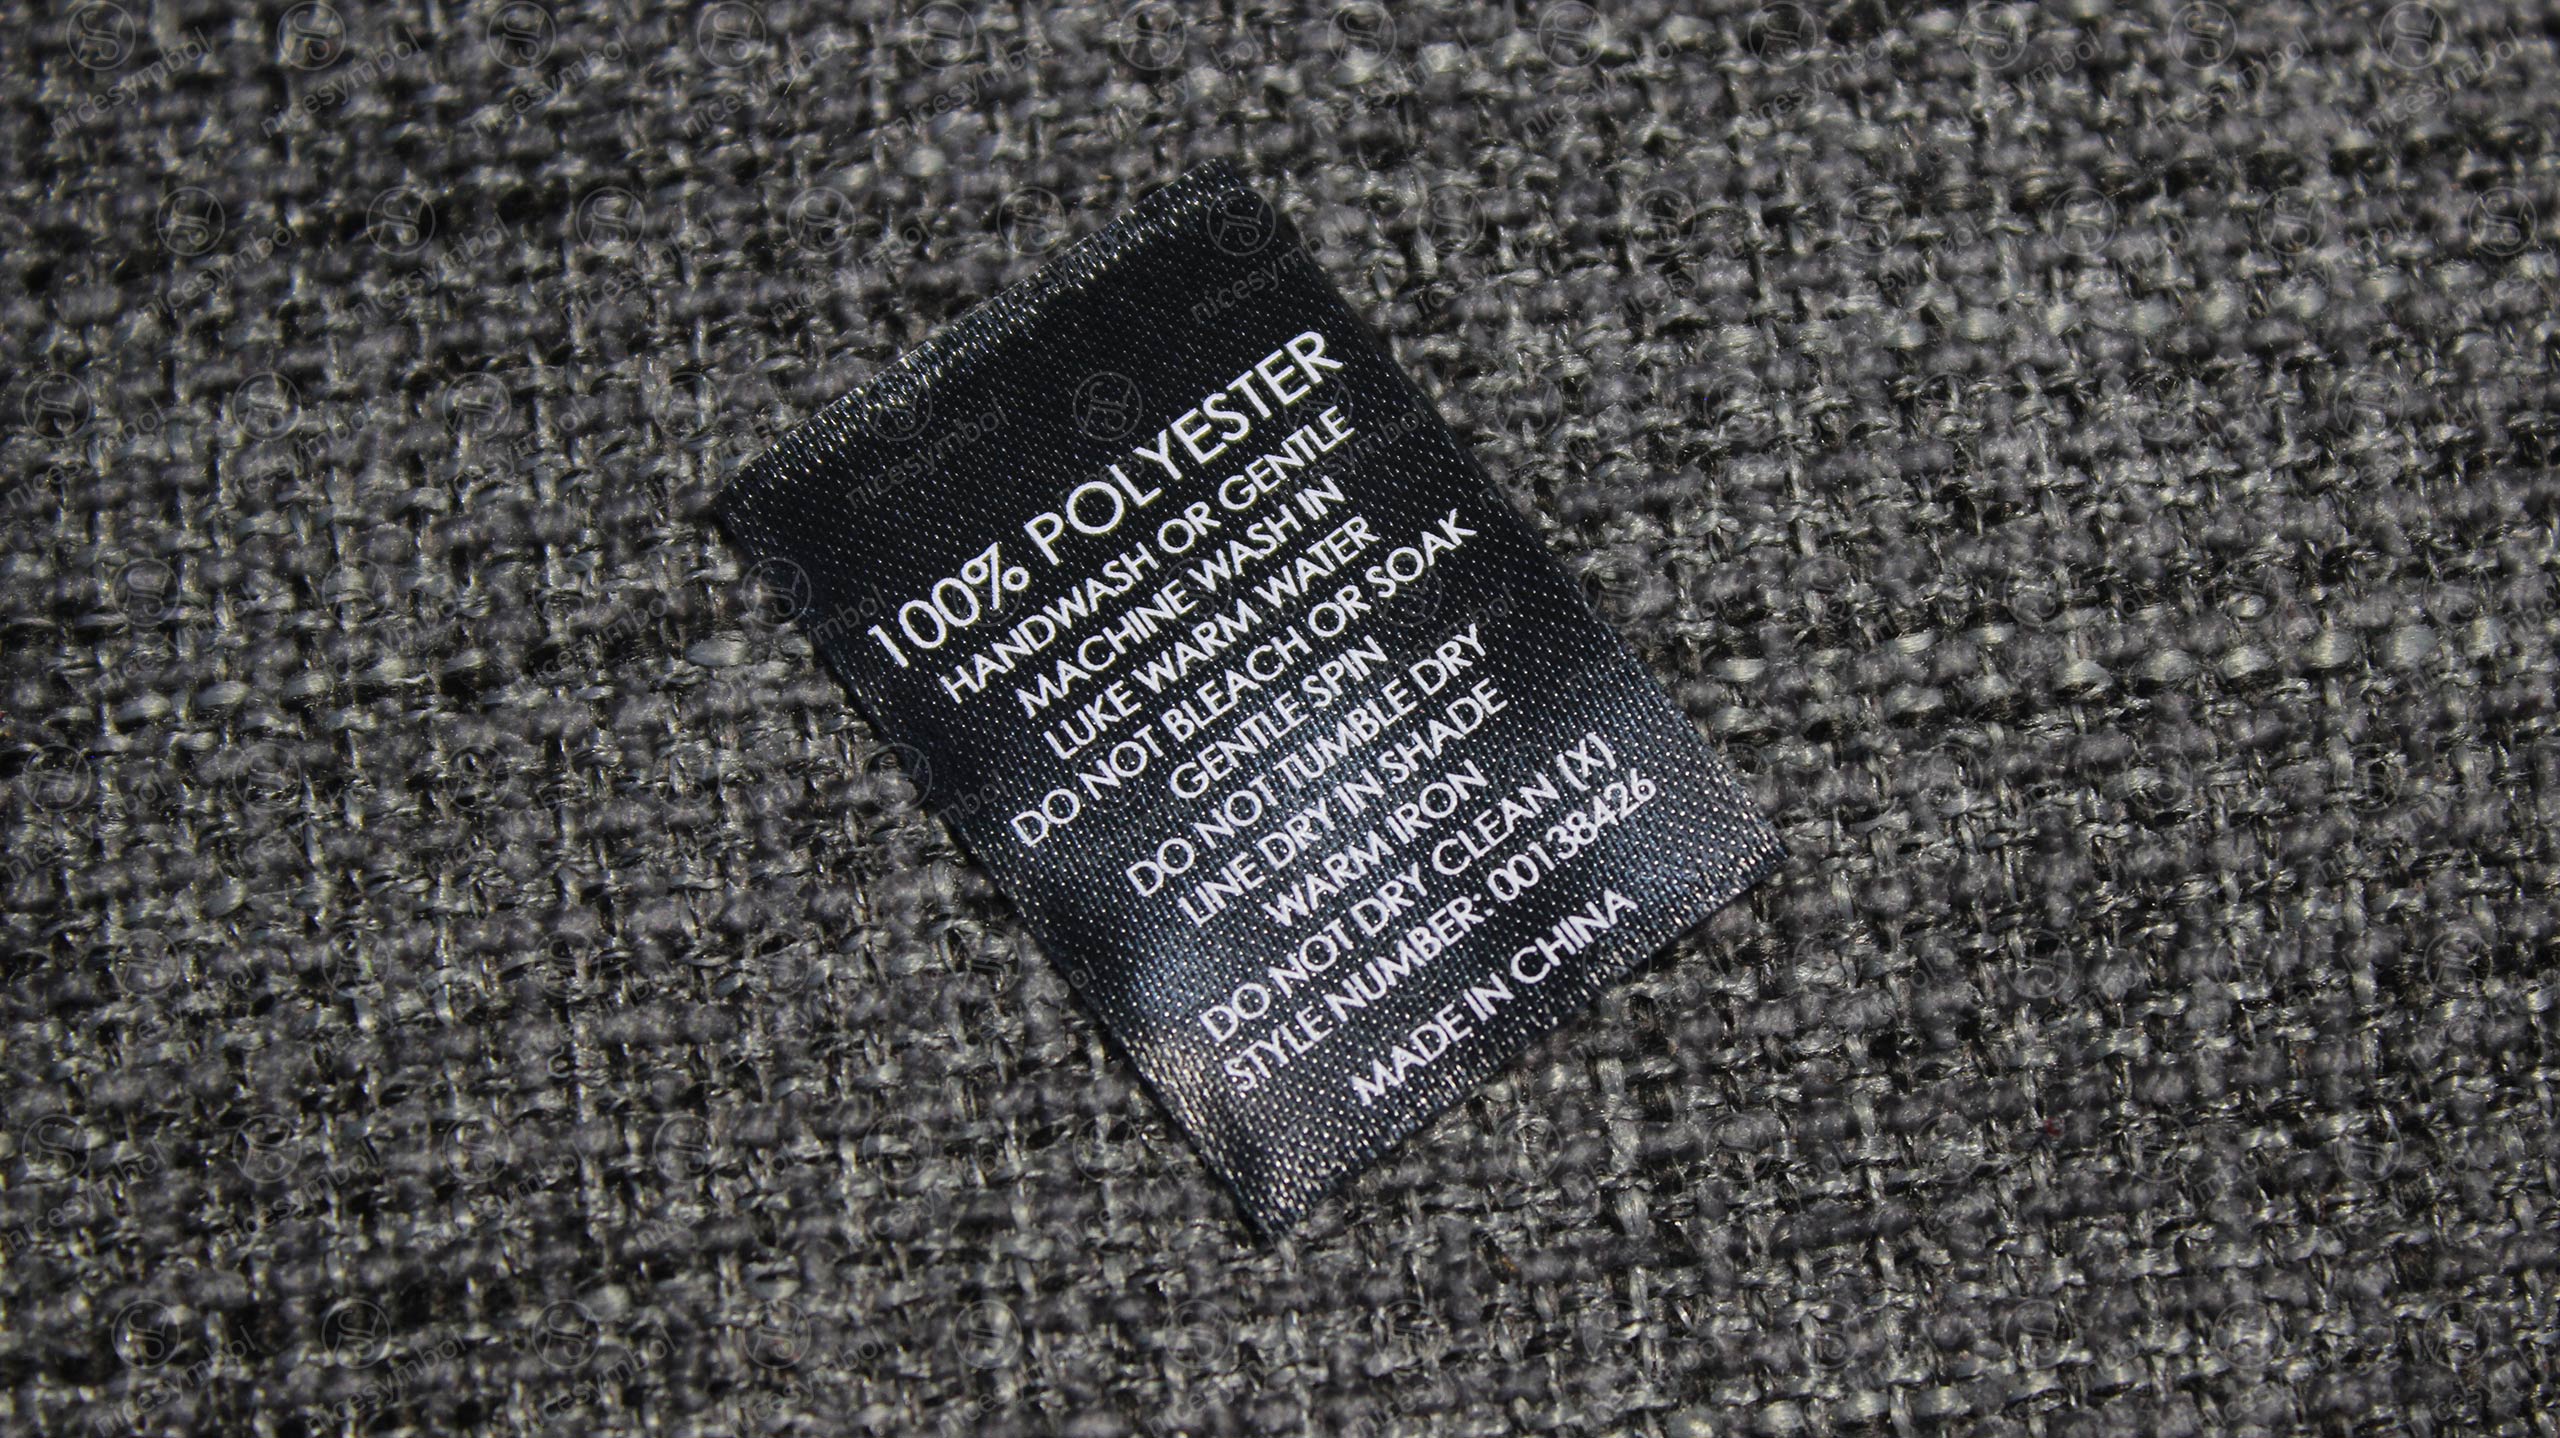 100% POLYESTER
HANDWASH OR GENTLE
MACHINE WASH IN
LUKE WARM WATER
DO NOT BLEACH OR SOAK
GENTLE SPIN
DO NOT TUMBLE DRY
LINE DRY IN SHADE
WARM IRON
DO NOT DRY CLEAN (X)
STYLE NUMBER: 00138426
MADE IN CHINA
nicesymbol